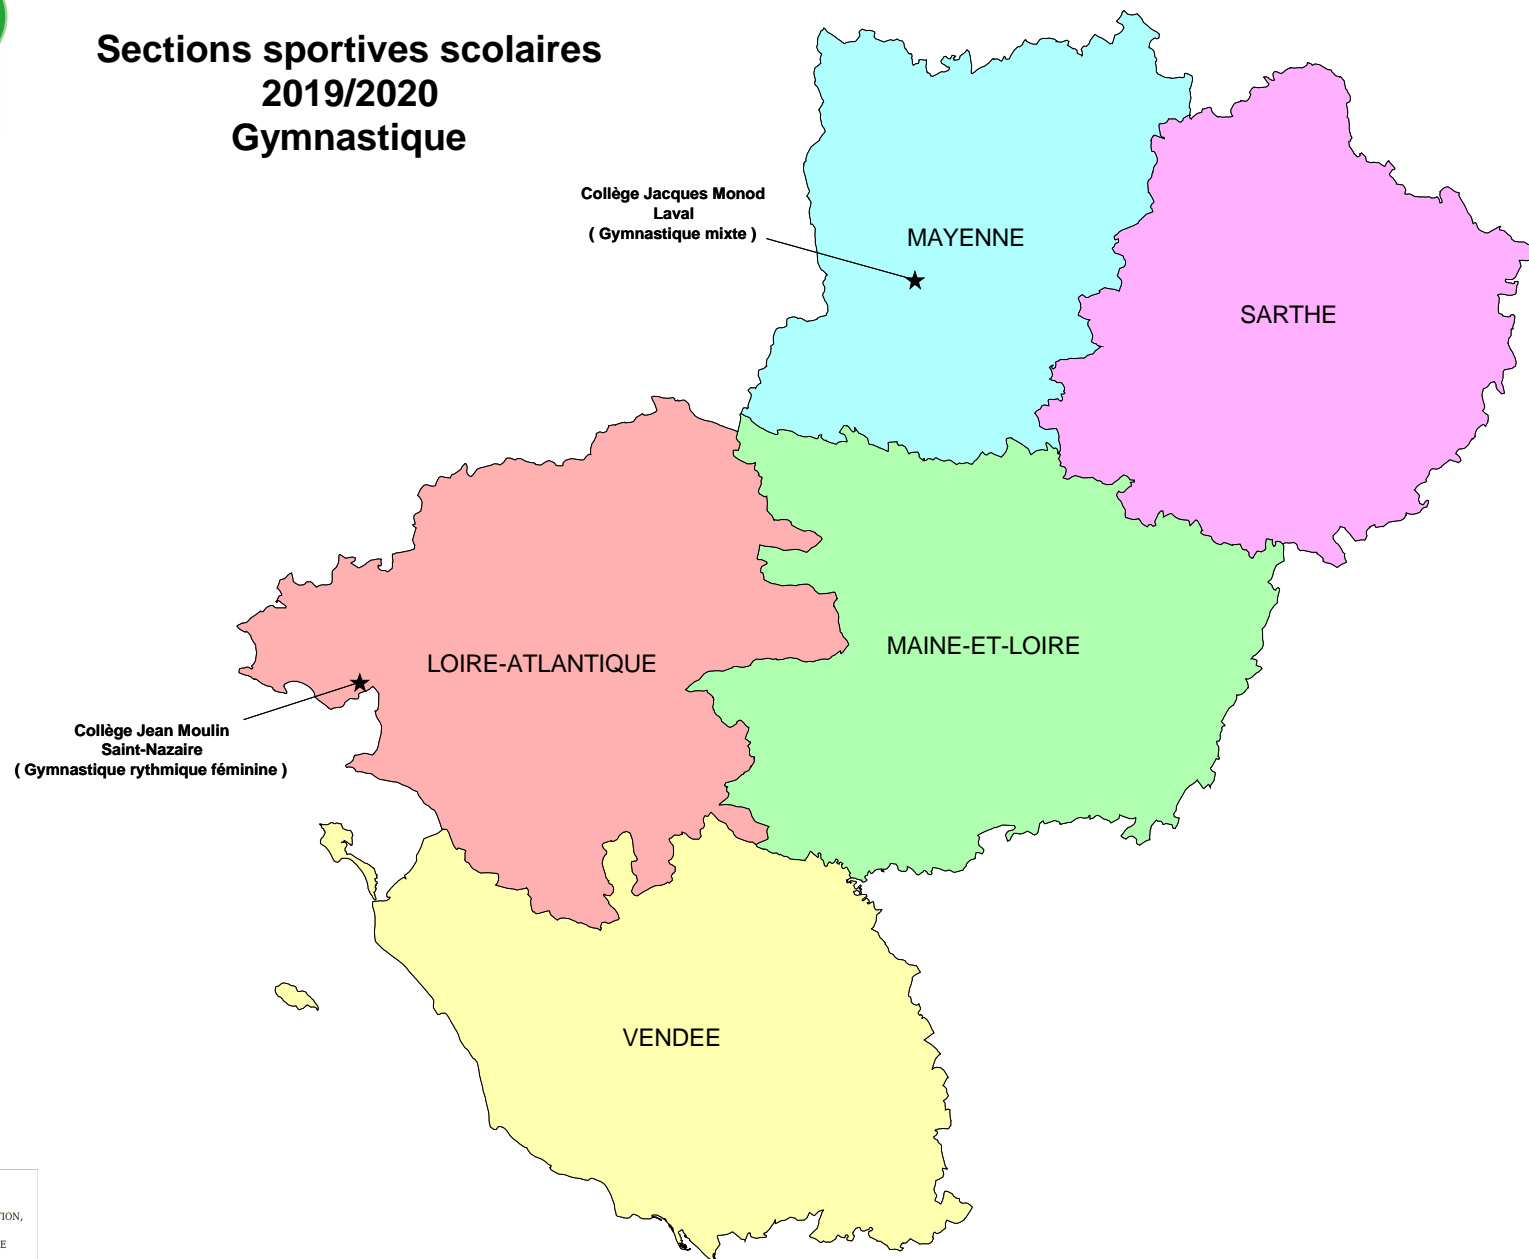 Sections sportives scolaires
2019/2020
Gymnastique
Collège Jacques Monod
Laval
( Gymnastique mixte )
MAYENNE
SARTHE
LOIRE-ATLANTIQUE
MAINE-ET-LOIRE
Collège Jean Moulin
Saint-Nazaire
( Gymnastique rythmique féminine )
VENDEE